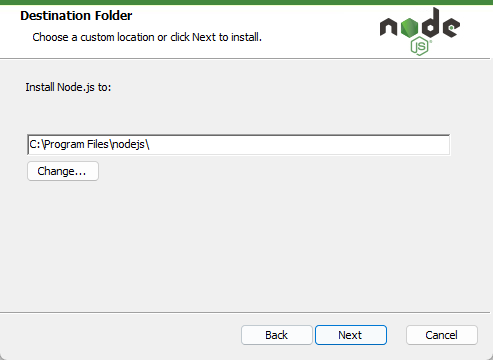 Destination Folder
Choose a custom location or click Next to install.
node
JS
Install Node.js to:
C:\Program Files\nodejs\
Change...
Back
Next
Cancel